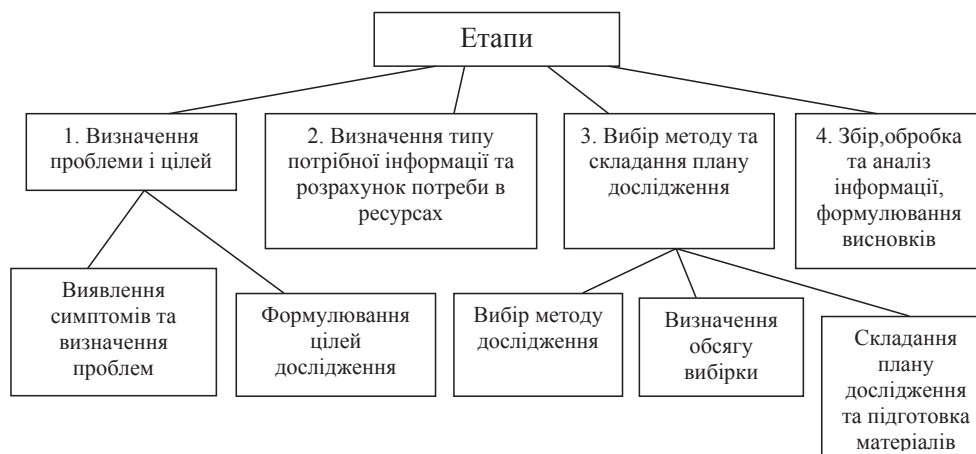 Етапи
1. Визначення
проблеми і цілей
2. Визначення типу
потрібної інформації та
розрахунок потреби в
ресурсах
3. Вибір методу та
складання плану
дослідження
4. Збір,обробка
та аналіз
інформації,
формулювання
висновків
Виявлення
симптомів та
визначення
проблем
Формулювання
цілей
дослідження
Вибір методу
дослідження
Визначення
обсягу
вибірки
Складання
плану
дослідження
та підготовка
матеріалів